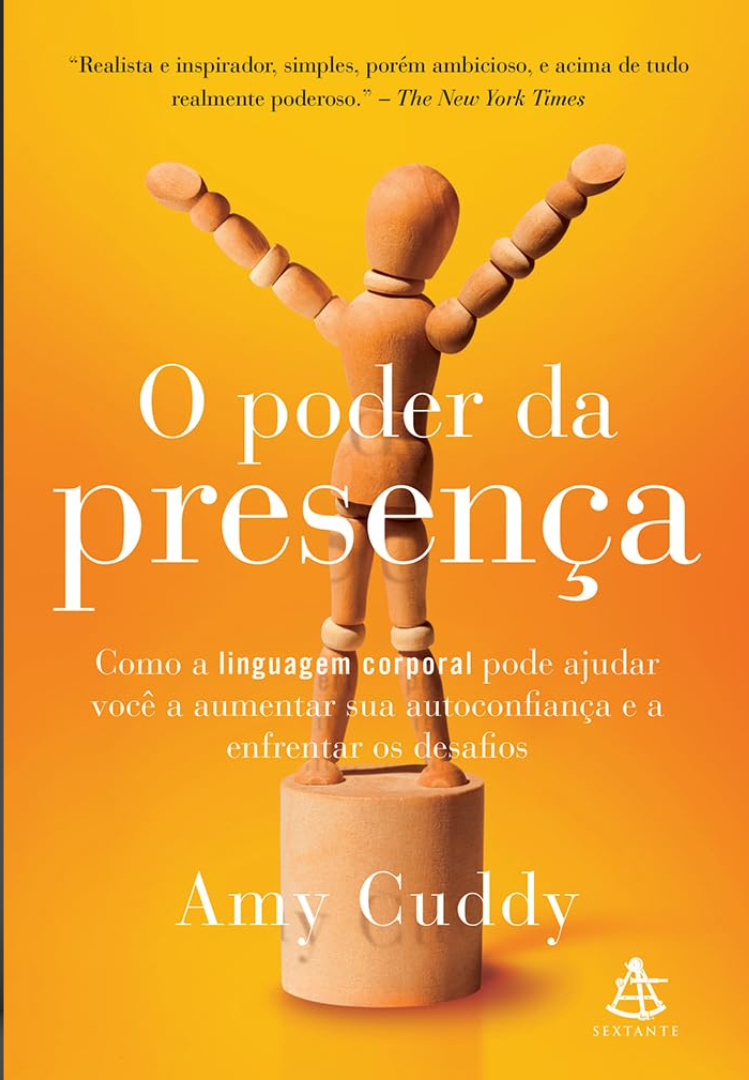 “Realista e inspirador, simples, porém ambicioso, e acima de tudo
realmente poderoso.” – The New York Times
O poder da
presença
Como a linguagem corporal pode ajudar
você a aumentar sua autoconfiança e a
enfrentar os desafios
Amy Cuddy
SEXTANTE